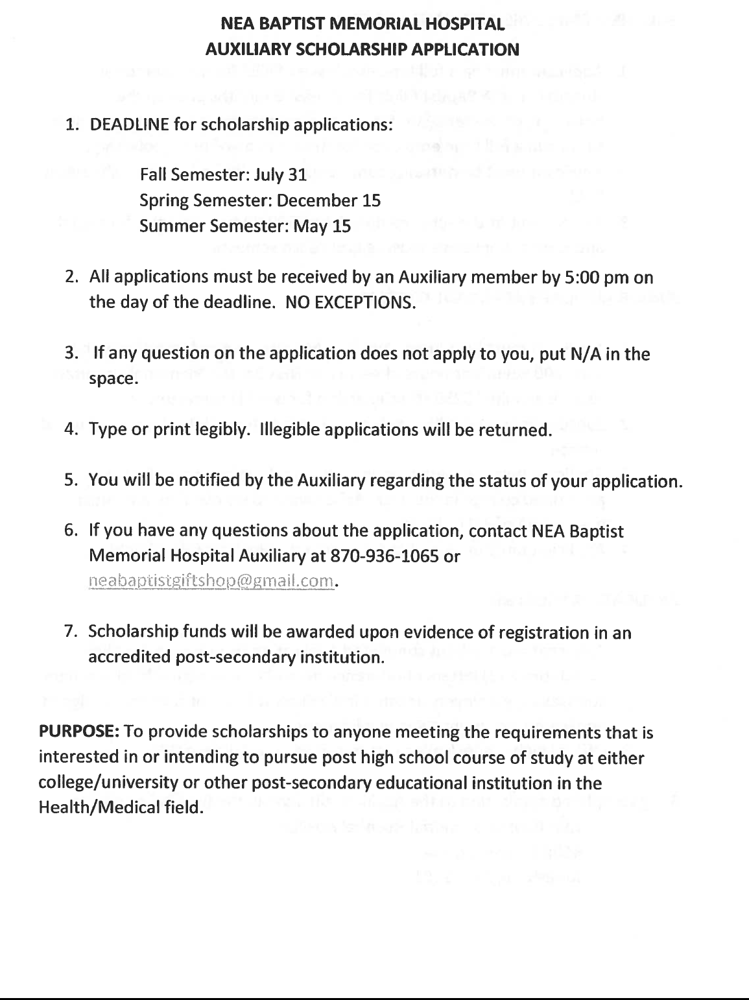 NEA BAPTIST MEMORIAL HOSPITAL
AUXILIARY SCHOLARSHIP APPLICATION
1. DEADLINE for scholarship applications:
Fall Semester: July 31
Spring Semester: December 15
Summer Semester: May 15
2. All applications must be received by an Auxiliary member by 5:00 pm on
the day of the deadline. NO EXCEPTIONS.
3. If any question on the application does not apply to you, put N/A in the
space.
4. Type or print legibly. Illegible applications will be returned.
5. You will be notified by the Auxiliary regarding the status of your application.
6. If you have any questions about the application, contact NEA Baptist
Memorial Hospital Auxiliary at 870-936-1065 or
neabaptistgiftshop@gmail.com.
7. Scholarship funds will be awarded upon evidence of registration in an
accredited post-secondary institution.
PURPOSE: To provide scholarships to anyone meeting the requirements that is
interested in or intending to pursue post high school course of study at either
college/university or other post-secondary educational institution in the
Health/Medical field.